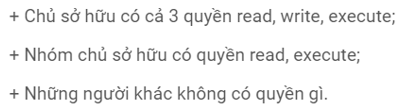 + Chủ sở hữu có cả 3 quyền read, write, execute;
+ Nhóm chủ sở hữu có quyền read, execute;
+ Những người khác không có quyền gì.